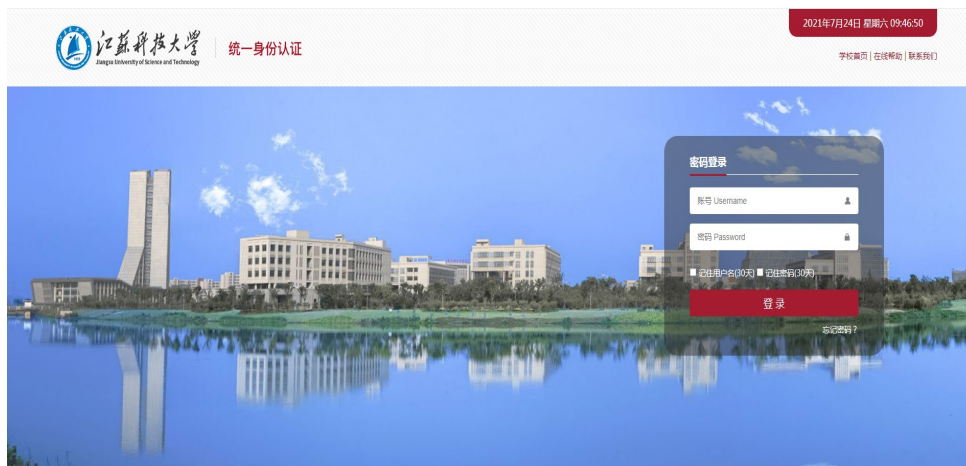 2021年7月24日 星期六 09:46:50
江苏科技大学
Jiangsu University of Science and Technology
统一身份认证
学校首页 | 在线帮助 | 联系我们
密码登录
账号 Username
密码 Password
记住用户名(30天) 记住密码(30天)
登 录
忘记密码？